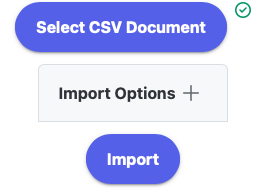 Select CSV Document
Import Options +
Import